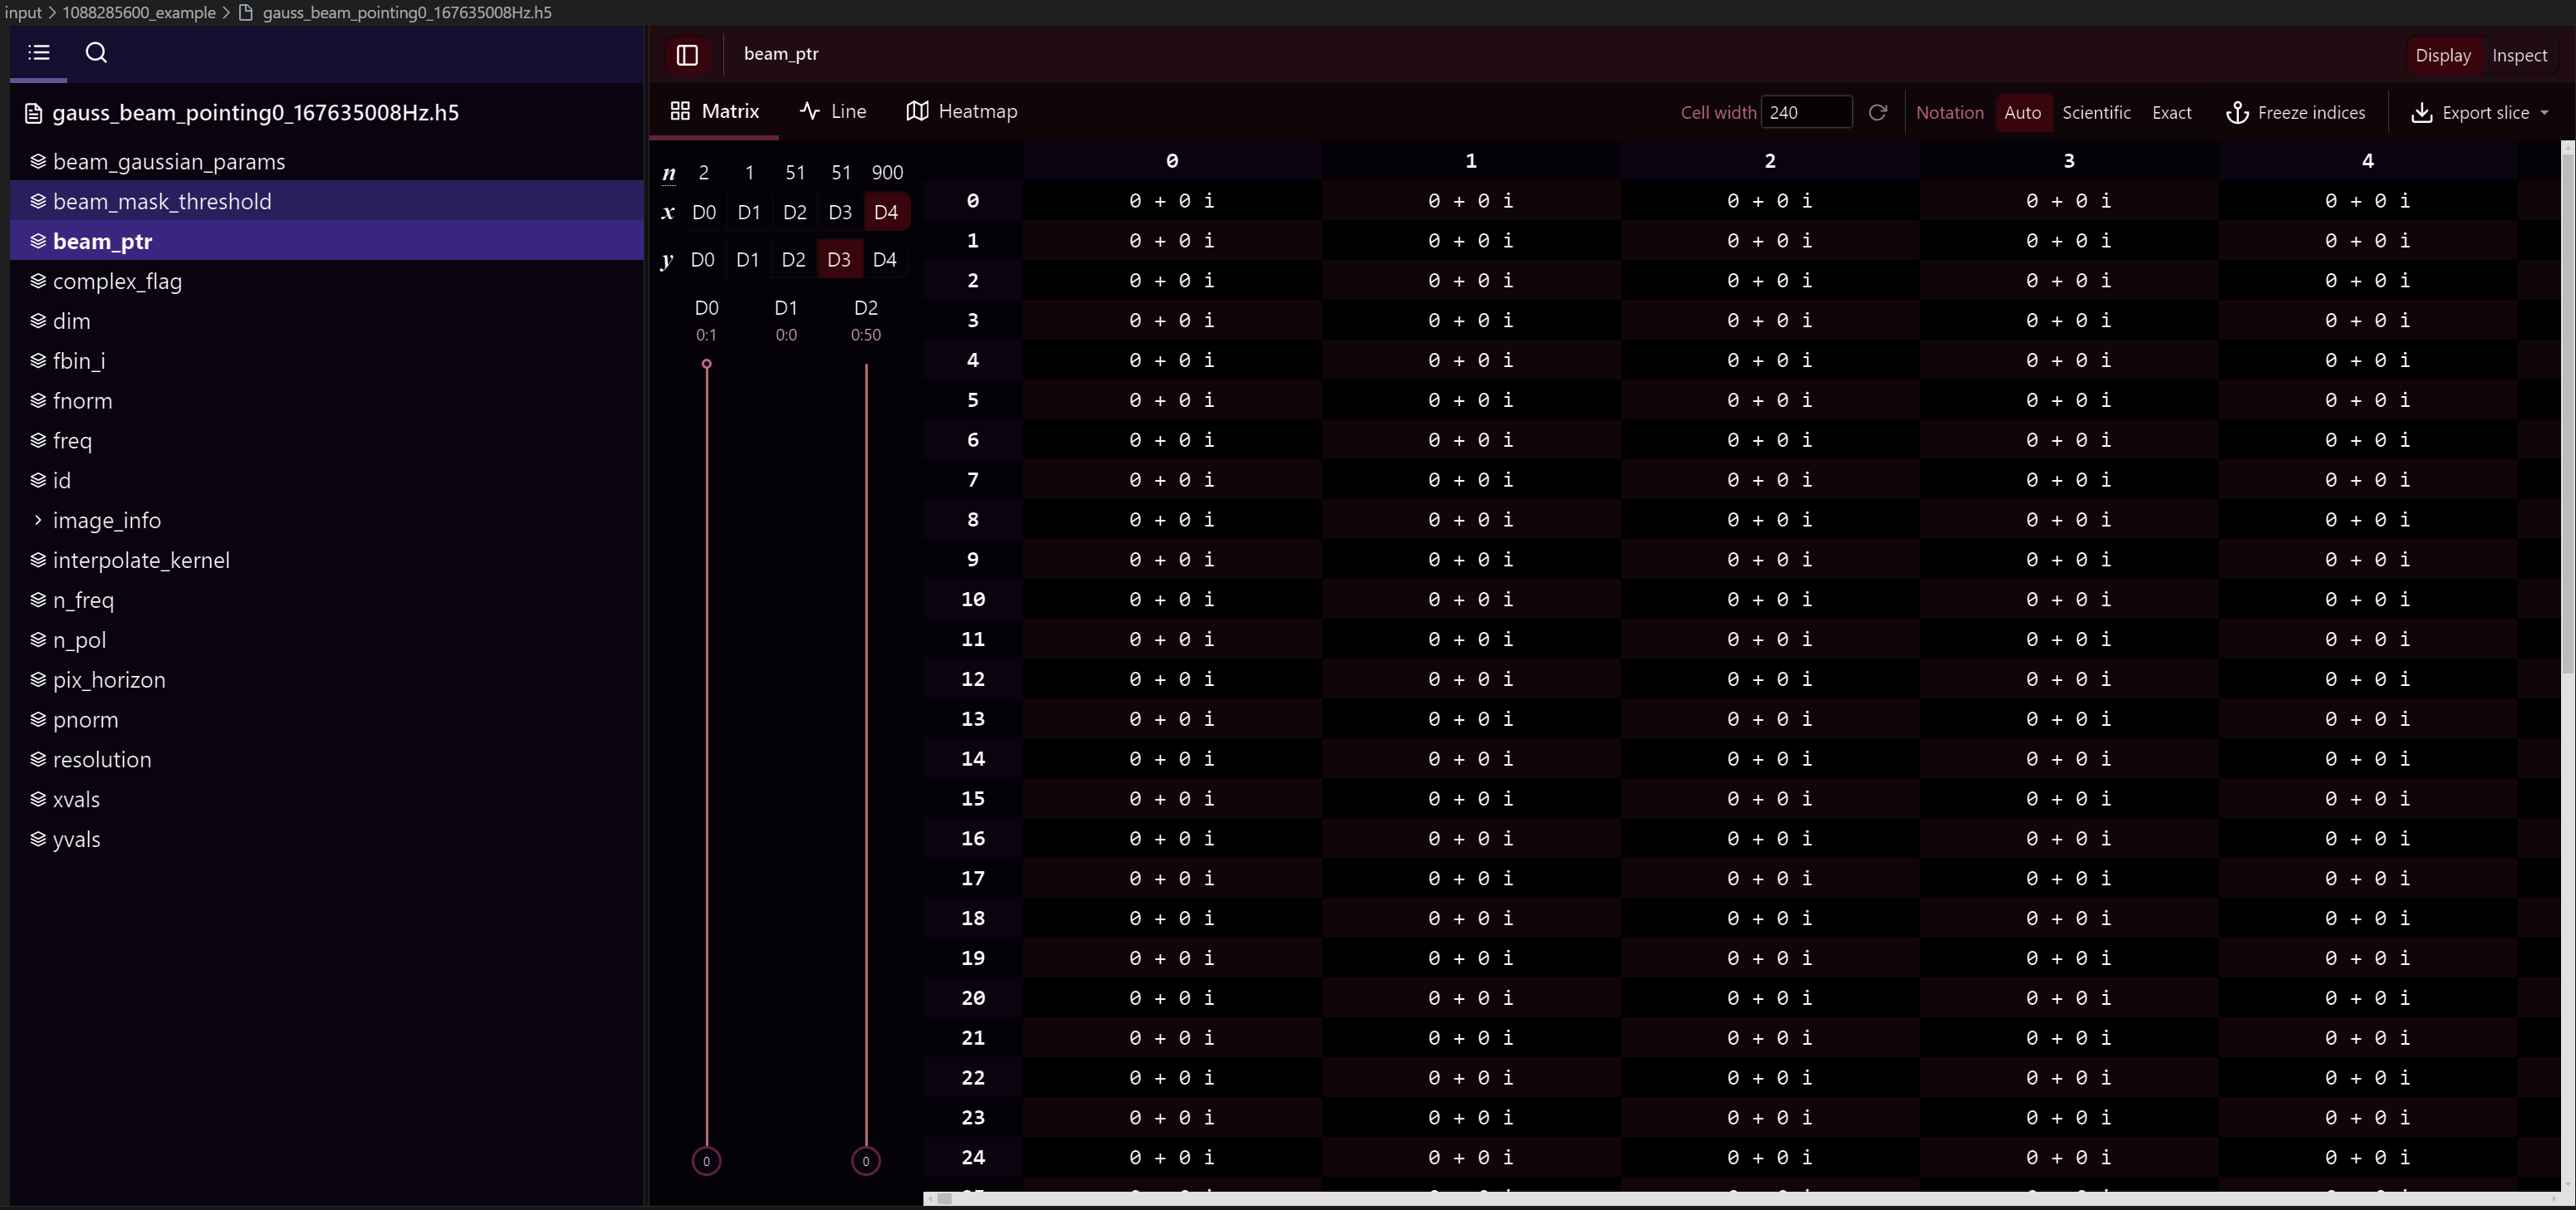 input > 1088285600_example > gauss_beam_pointing0_167635008Hz.h5
beam_ptr
Display Inspect
gauss_beam_pointing0_167635008Hz.h5
beam_gaussian_params
beam_mask_threshold
beam_ptr
complex_flag
dim
fbin_i
fnorm
freq
id
> image_info
interpolate_kernel
n_freq
n_pol
pix_horizon
pnorm
resolution
xvals
yvals
Matrix Line Heatmap Cell width 240 Notation Auto Scientific Exact Freeze indices Export slice
n 2 1 51 51 900
x D0 D1 D2 D3 D4
y D0 D1 D2 D3 D4
D0 D1 D2
0:1 0:0 0:50
0 0
0 1 2 3 4
0 0 + 0 i 0 + 0 i 0 + 0 i 0 + 0 i 0 + 0 i
1 0 + 0 i 0 + 0 i 0 + 0 i 0 + 0 i 0 + 0 i
2 0 + 0 i 0 + 0 i 0 + 0 i 0 + 0 i 0 + 0 i
3 0 + 0 i 0 + 0 i 0 + 0 i 0 + 0 i 0 + 0 i
4 0 + 0 i 0 + 0 i 0 + 0 i 0 + 0 i 0 + 0 i
5 0 + 0 i 0 + 0 i 0 + 0 i 0 + 0 i 0 + 0 i
6 0 + 0 i 0 + 0 i 0 + 0 i 0 + 0 i 0 + 0 i
7 0 + 0 i 0 + 0 i 0 + 0 i 0 + 0 i 0 + 0 i
8 0 + 0 i 0 + 0 i 0 + 0 i 0 + 0 i 0 + 0 i
9 0 + 0 i 0 + 0 i 0 + 0 i 0 + 0 i 0 + 0 i
10 0 + 0 i 0 + 0 i 0 + 0 i 0 + 0 i 0 + 0 i
11 0 + 0 i 0 + 0 i 0 + 0 i 0 + 0 i 0 + 0 i
12 0 + 0 i 0 + 0 i 0 + 0 i 0 + 0 i 0 + 0 i
13 0 + 0 i 0 + 0 i 0 + 0 i 0 + 0 i 0 + 0 i
14 0 + 0 i 0 + 0 i 0 + 0 i 0 + 0 i 0 + 0 i
15 0 + 0 i 0 + 0 i 0 + 0 i 0 + 0 i 0 + 0 i
16 0 + 0 i 0 + 0 i 0 + 0 i 0 + 0 i 0 + 0 i
17 0 + 0 i 0 + 0 i 0 + 0 i 0 + 0 i 0 + 0 i
18 0 + 0 i 0 + 0 i 0 + 0 i 0 + 0 i 0 + 0 i
19 0 + 0 i 0 + 0 i 0 + 0 i 0 + 0 i 0 + 0 i
20 0 + 0 i 0 + 0 i 0 + 0 i 0 + 0 i 0 + 0 i
21 0 + 0 i 0 + 0 i 0 + 0 i 0 + 0 i 0 + 0 i
22 0 + 0 i 0 + 0 i 0 + 0 i 0 + 0 i 0 + 0 i
23 0 + 0 i 0 + 0 i 0 + 0 i 0 + 0 i 0 + 0 i
24 0 + 0 i 0 + 0 i 0 + 0 i 0 + 0 i 0 + 0 i